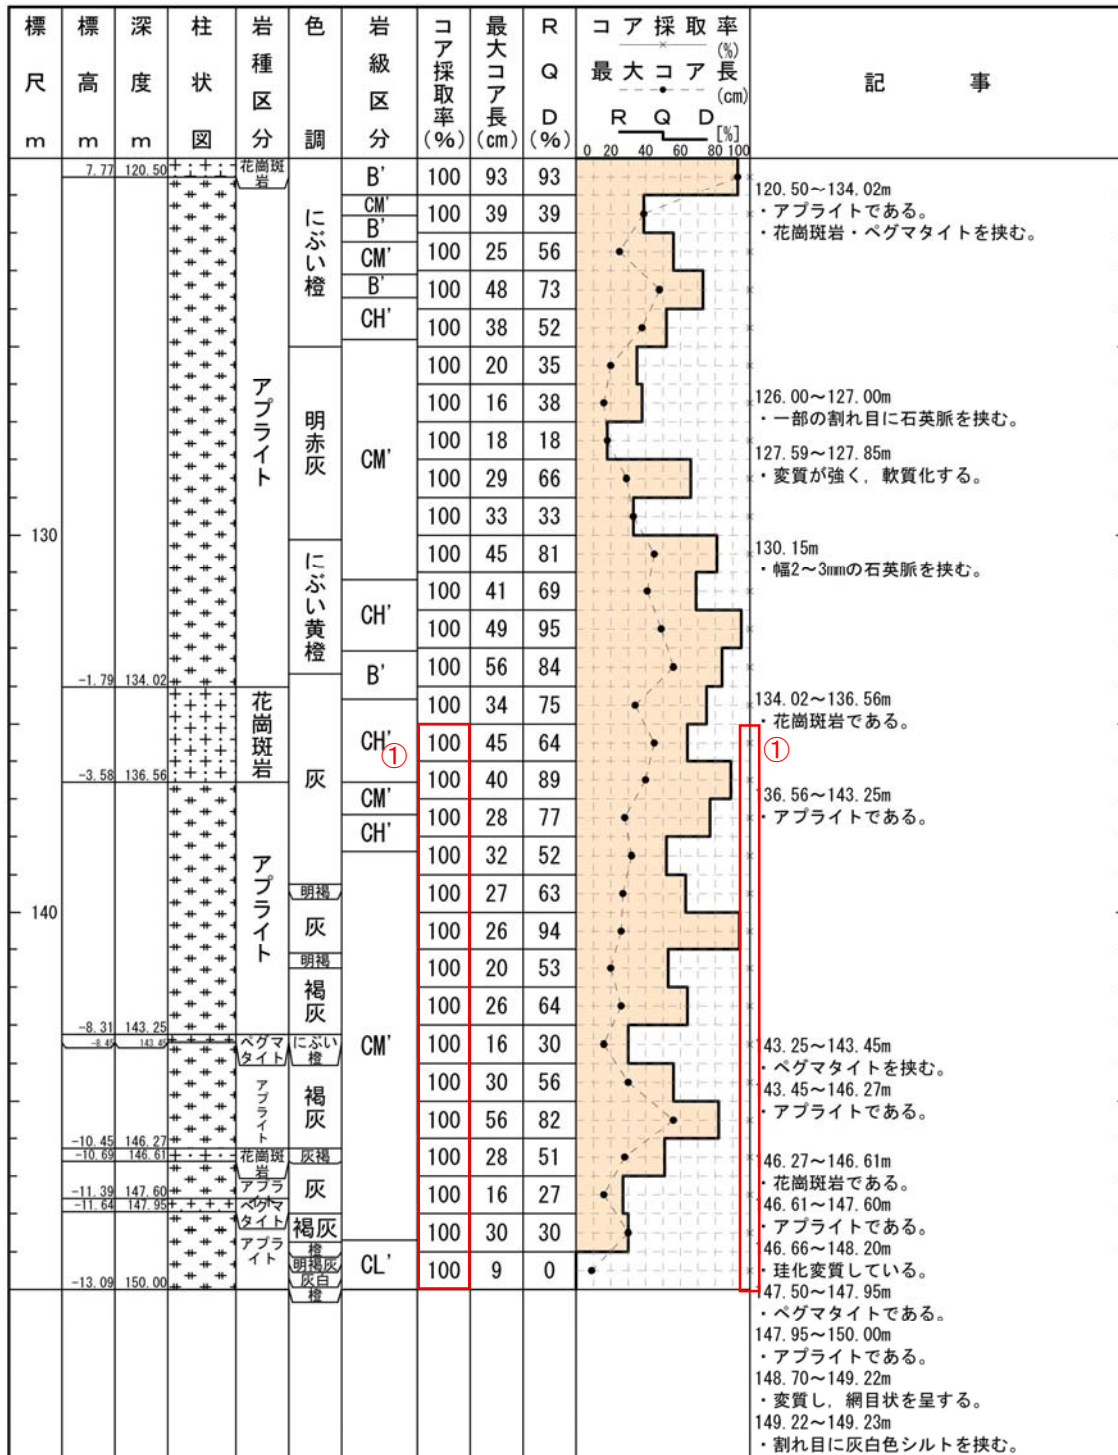 標尺m
標高m
深度m
柱状図
岩種区分
色調
岩級区分
コア採取率(%)
最大コア長(cm)
RQD(%)
コア採取率(%)
最大コア長(cm)
RQD[%]
0 20 40 60 80 100
記事
7.77 120.50 花崗斑岩
B' 100 93 93
CM' 100 39 39
B'
CM' 100 25 56
B' 100 48 73
CH' 100 38 52
にぶい橙
100 20 35
100 16 38
アプライト
明赤灰
CM' 100 18 18
100 29 66
100 33 33
130
100 45 81
にぶい黄橙
100 41 69
CH' 100 49 95
B' 100 56 84
-1.79 134.02
100 34 75
花崗斑岩
CH' ① 100 45 64 ①
-3.58 136.56
灰
100 40 89
CM' 100 28 77
CH' 100 32 52
アプライト
明褐
100 27 63
140
灰
100 26 94
明褐
100 20 53
褐灰
100 26 64
-8.31 143.25
-8.45 143.45
ペグマタイト
にぶい橙
CM' 100 16 30
アプライト
褐灰
100 30 56
100 56 82
-10.45 146.27
-10.69 146.61
花崗斑岩
灰褐
100 28 51
アプライト
灰
100 16 27
-11.39 147.60
-11.64 147.95
ペグマタイト
褐灰
100 30 30
アプライト
橙
明褐灰
灰白
橙
CL' 100 9 0
-13.09 150.00
120.50～134.02m
・アプライトである。
・花崗斑岩・ペグマタイトを挟む。
126.00～127.00m
・一部の割れ目に石英脈を挟む。
127.59～127.85m
・変質が強く，軟質化する。
130.15m
・幅2～3mmの石英脈を挟む。
134.02～136.56m
・花崗斑岩である。
136.56～143.25m
・アプライトである。
143.25～143.45m
・ペグマタイトを挟む。
143.45～146.27m
・アプライトである。
146.27～146.61m
・花崗斑岩である。
146.61～147.60m
・アプライトである。
146.66～148.20m
・珪化変質している。
147.50～147.95m
・ペグマタイトである。
147.95～150.00m
・アプライトである。
148.70～149.22m
・変質し，網目状を呈する。
149.22～149.23m
・割れ目に灰白色シルトを挟む。